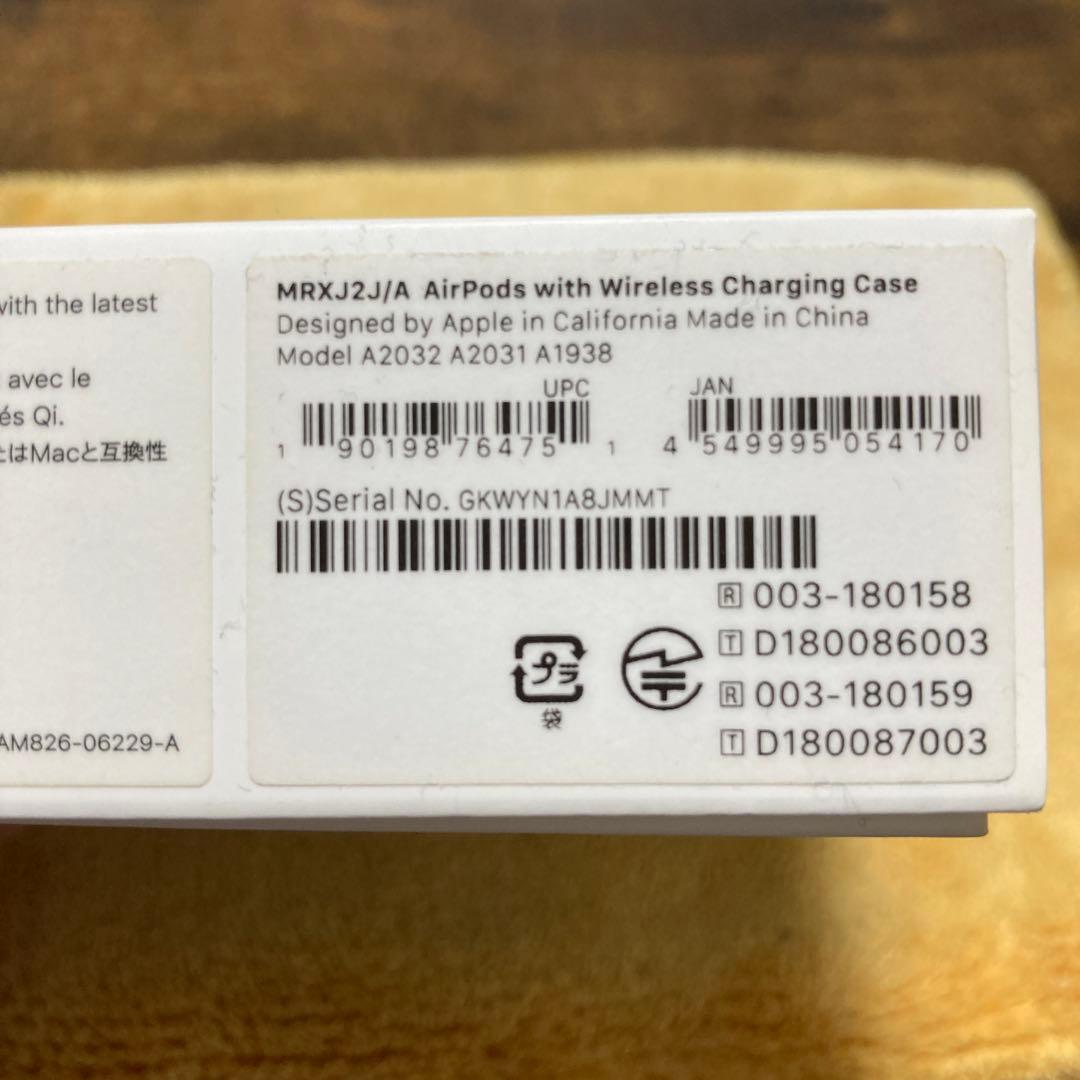 with the latest
avec le
és Qi.
はMacと互換性
AM826-06229-A
MRXJ2J/A AirPods with Wireless Charging Case
Designed by Apple in California Made in China
Model A2032 A2031 A1938
UPC
1 90198 76475 1
JAN
4 549995 054170
(S)Serial No. GKWYN1A8JMMT
R 003-180158
T D180086003
R 003-180159
T D180087003
プラ
袋